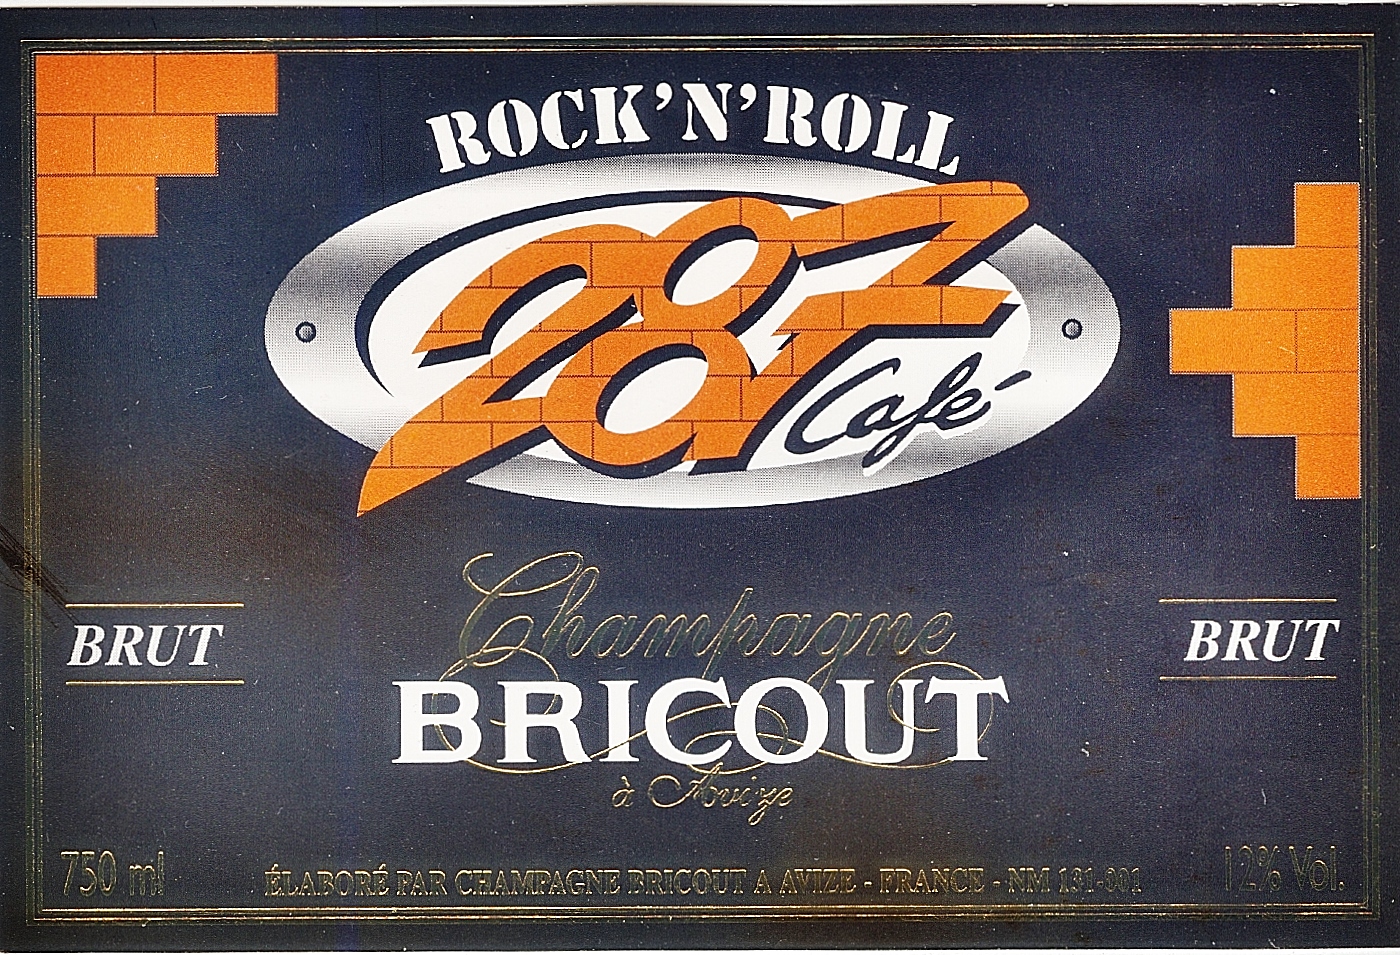 ROCK'N'ROLL
287
Café
Champagne
BRUT
BRICOUT
BRUT
à Avize
750 ml
ÉLABORÉ PAR CHAMPAGNE BRICOUT A AVIZE - FRANCE - NM 131-001
12% Vol.